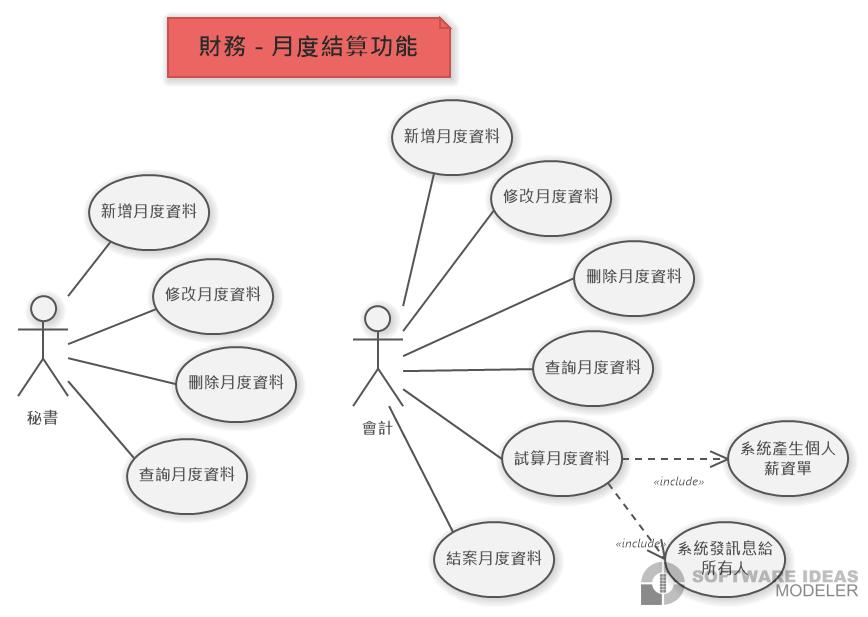 財務 - 月度結算功能
新增月度資料
修改月度資料
刪除月度資料
查詢月度資料
秘書
新增月度資料
修改月度資料
刪除月度資料
查詢月度資料
會計
試算月度資料
結案月度資料
«include»
系統產生個人
薪資單
«include»
系統發訊息給
所有人
SOFTWARE IDEAS
MODELER